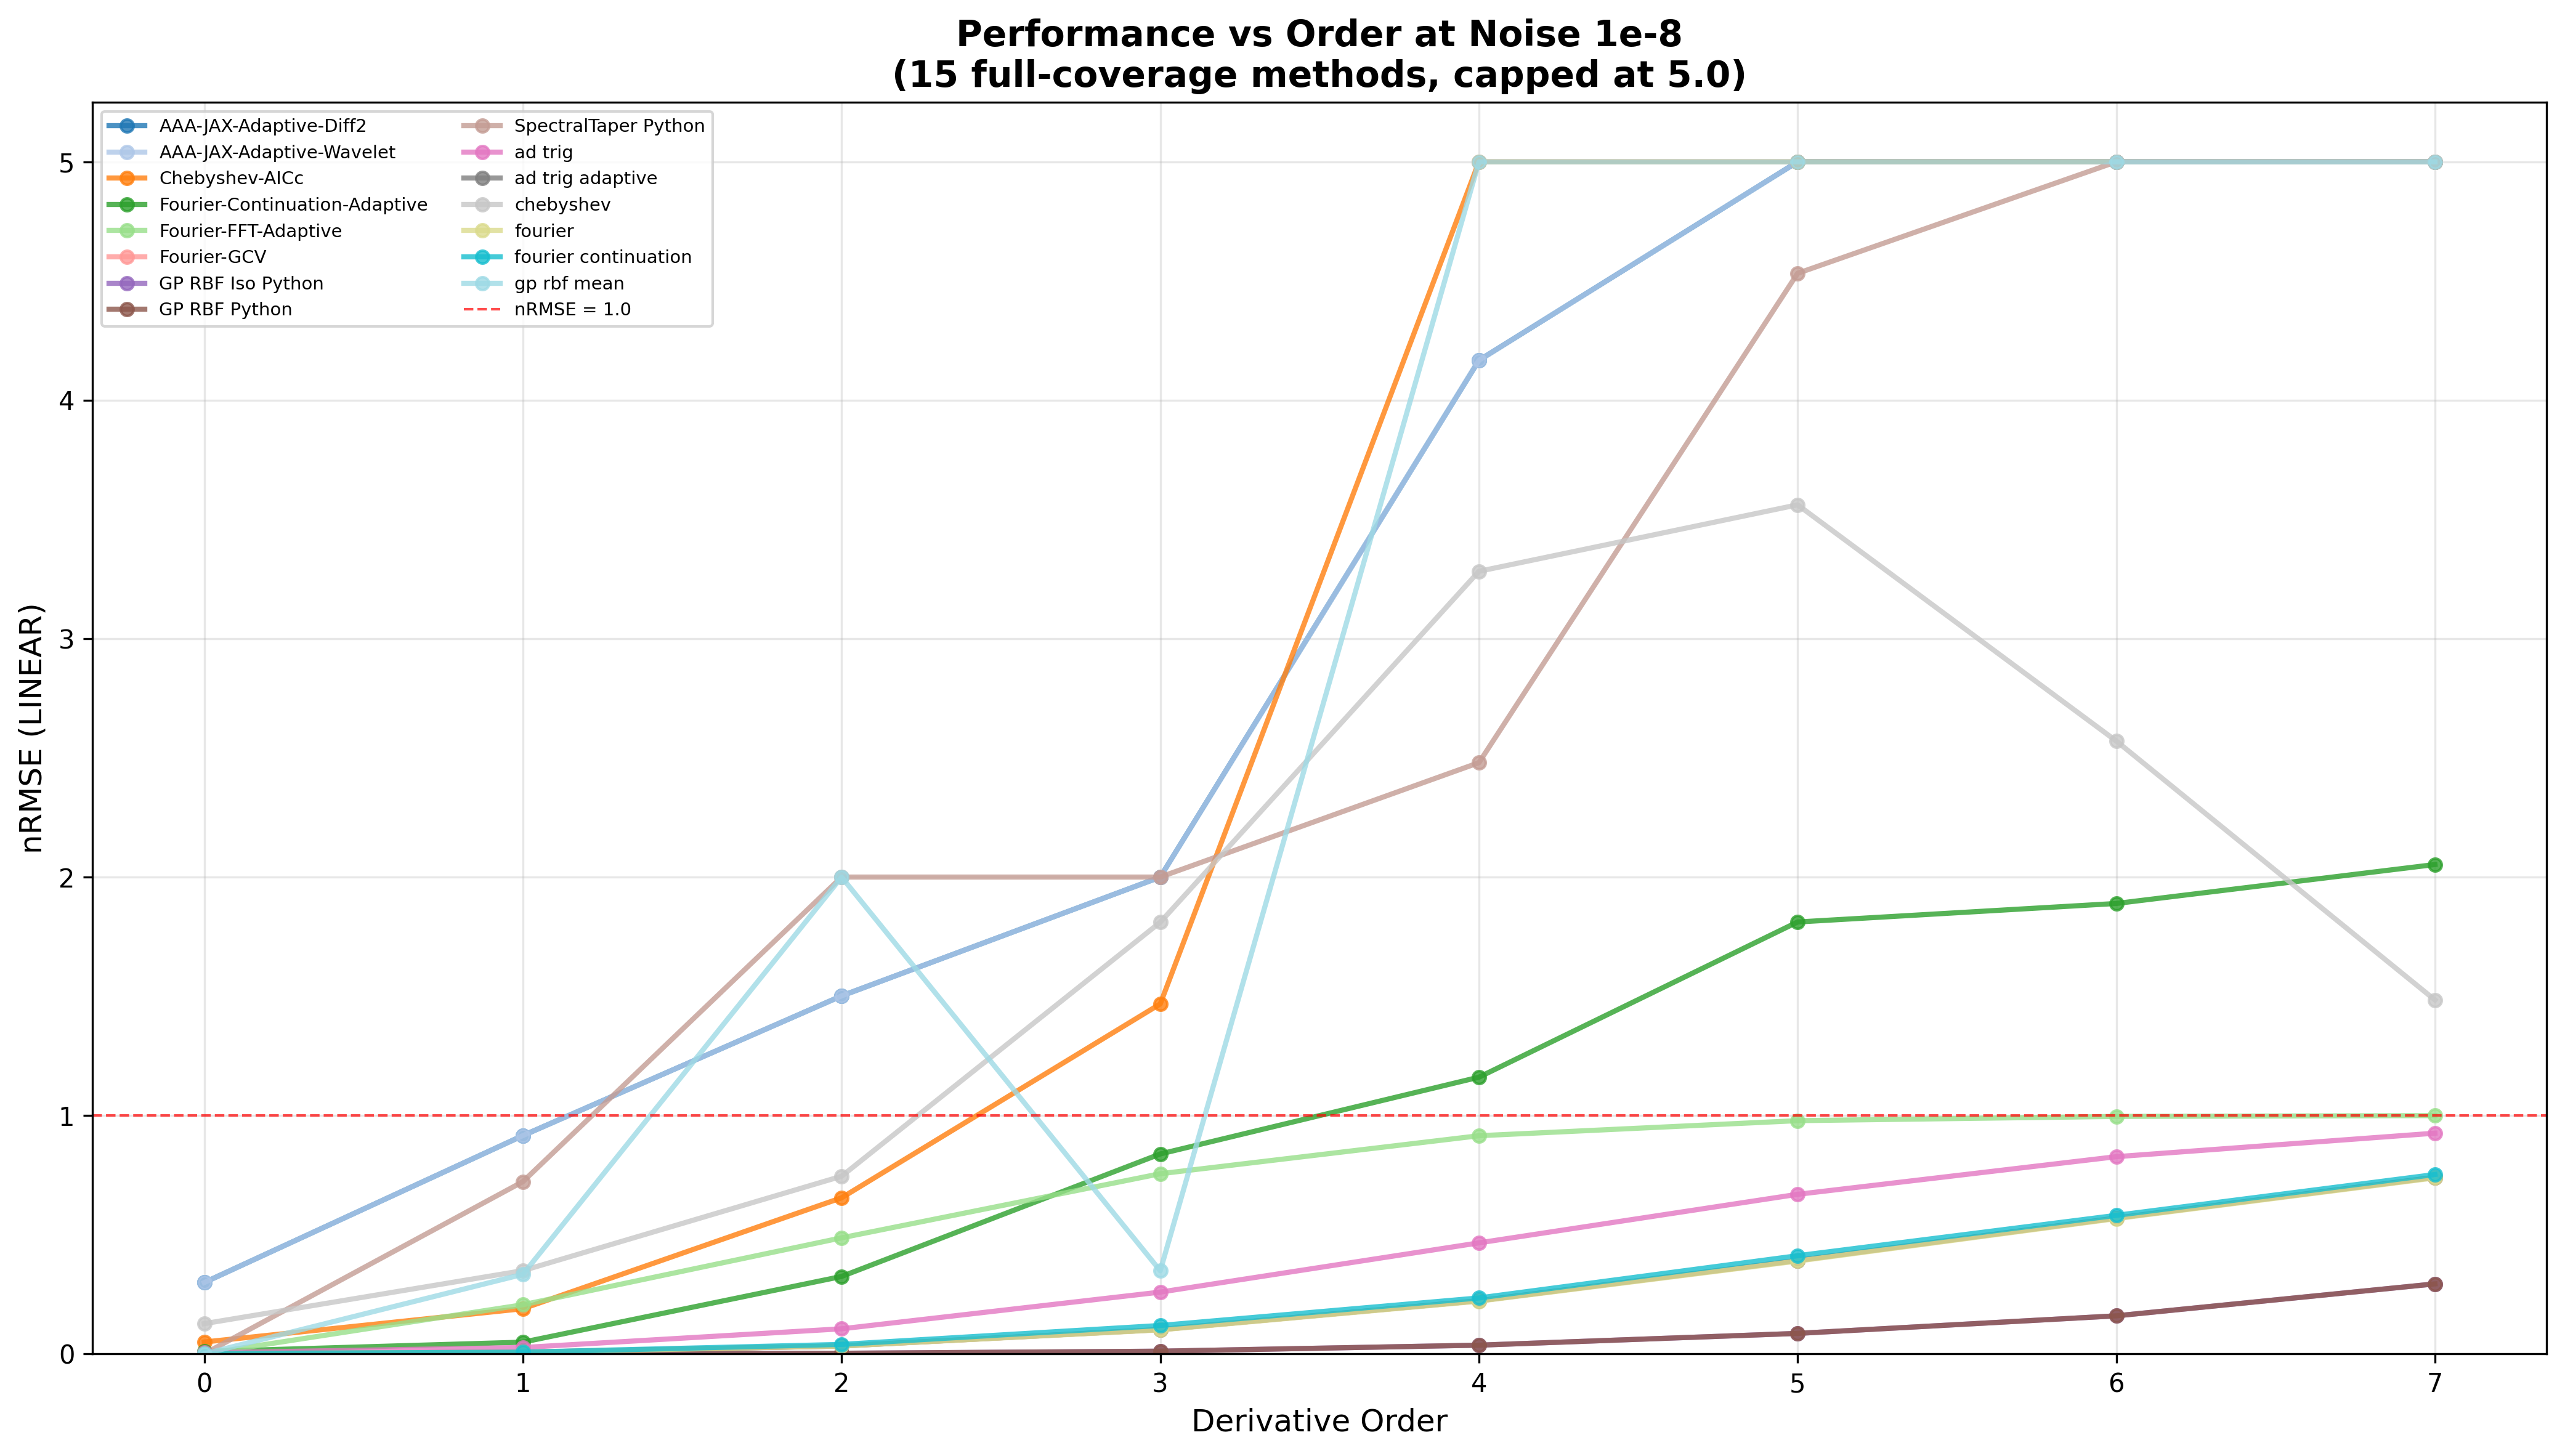 Performance vs Order at Noise 1e-8
(15 full-coverage methods, capped at 5.0)
AAA-JAX-Adaptive-Diff2
AAA-JAX-Adaptive-Wavelet
Chebyshev-AICc
Fourier-Continuation-Adaptive
Fourier-FFT-Adaptive
Fourier-GCV
GP RBF Iso Python
GP RBF Python
SpectralTaper Python
ad trig
ad trig adaptive
chebyshev
fourier
fourier continuation
gp rbf mean
nRMSE = 1.0
nRMSE (LINEAR)
5
4
3
2
1
0
0 1 2 3 4 5 6 7
Derivative Order